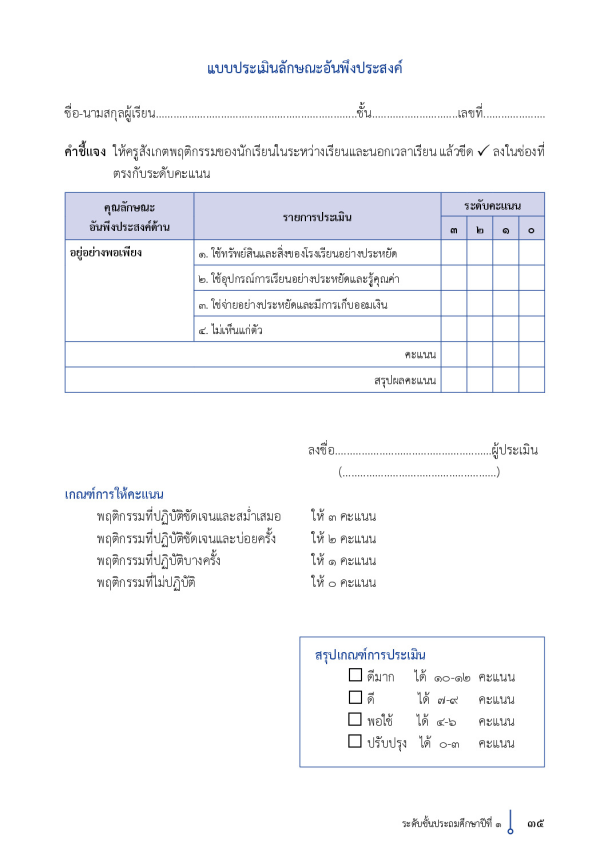 แบบประเมินลักษณะอันพึงประสงค์
ชื่อ-นามสกุลผู้เรียน....................................................................ชั้น.............................เลขที่.....................
คำชี้แจง ให้ครูสังเกตพฤติกรรมของนักเรียนในระหว่างเรียนและนอกเวลาเรียน แล้วขีด ✓ ลงในช่องที่
ตรงกับระดับคะแนน
คุณลักษณะ
อันพึงประสงค์ด้าน
รายการประเมิน
ระดับคะแนน
๓ ๒ ๑ ๐
อยู่อย่างพอเพียง
๑. ใช้ทรัพย์สินและสิ่งของโรงเรียนอย่างประหยัด
๒. ใช้อุปกรณ์การเรียนอย่างประหยัดและรู้คุณค่า
๓. ใช้จ่ายอย่างประหยัดและมีการเก็บออมเงิน
๔. ไม่เห็นแก่ตัว
คะแนน
สรุปผลคะแนน
ลงชื่อ.....................................................ผู้ประเมิน
(....................................................)
เกณฑ์การให้คะแนน
พฤติกรรมที่ปฏิบัติชัดเจนและสม่ำเสมอ ให้ ๓ คะแนน
พฤติกรรมที่ปฏิบัติชัดเจนและบ่อยครั้ง ให้ ๒ คะแนน
พฤติกรรมที่ปฏิบัติบางครั้ง ให้ ๑ คะแนน
พฤติกรรมที่ไม่ปฏิบัติ ให้ ๐ คะแนน
สรุปเกณฑ์การประเมิน
ดีมาก ได้ ๑๐-๑๒ คะแนน
ดี ได้ ๗-๙ คะแนน
พอใช้ ได้ ๔-๖ คะแนน
ปรับปรุง ได้ ๐-๓ คะแนน
ระดับชั้นประถมศึกษาปีที่ ๑ ๓๕